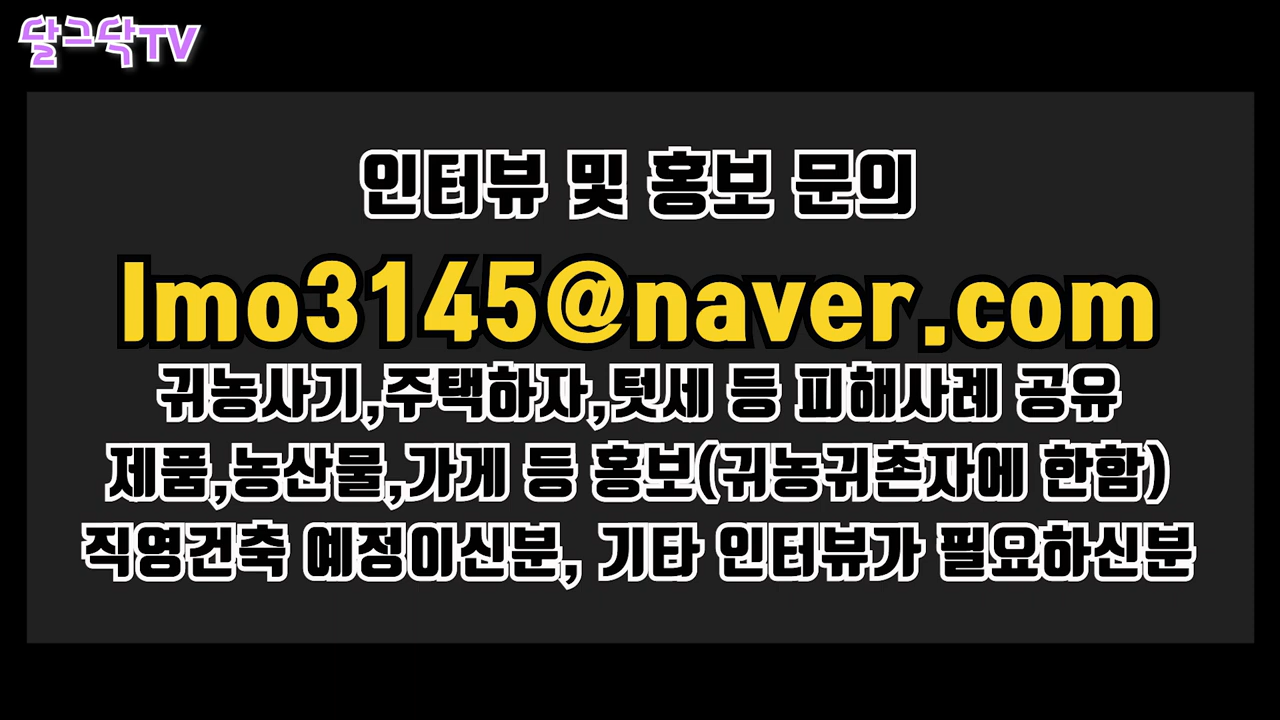 달그닥TV
인터뷰 및 홍보 문의
lmo3145@naver.com
귀농사기,주택하자,텃세 등 피해사례 공유
제품,농산물,가게 등 홍보(귀농귀촌자에 한함)
직영건축 예정이신분, 기타 인터뷰가 필요하신분